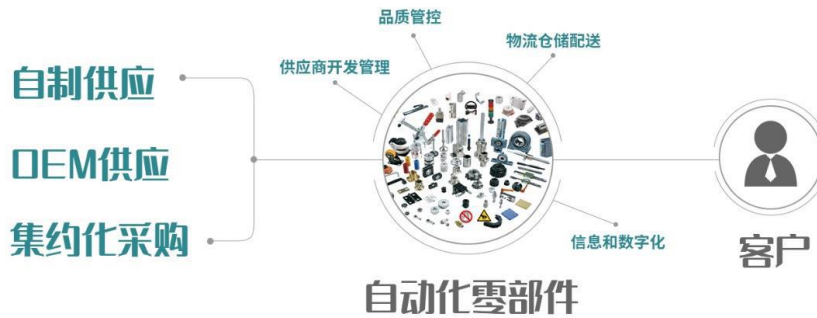 品质管控
物流仓储配送
供应商开发管理
自制供应
OEM供应
集约化采购
信息和数字化
客户
自动化零部件